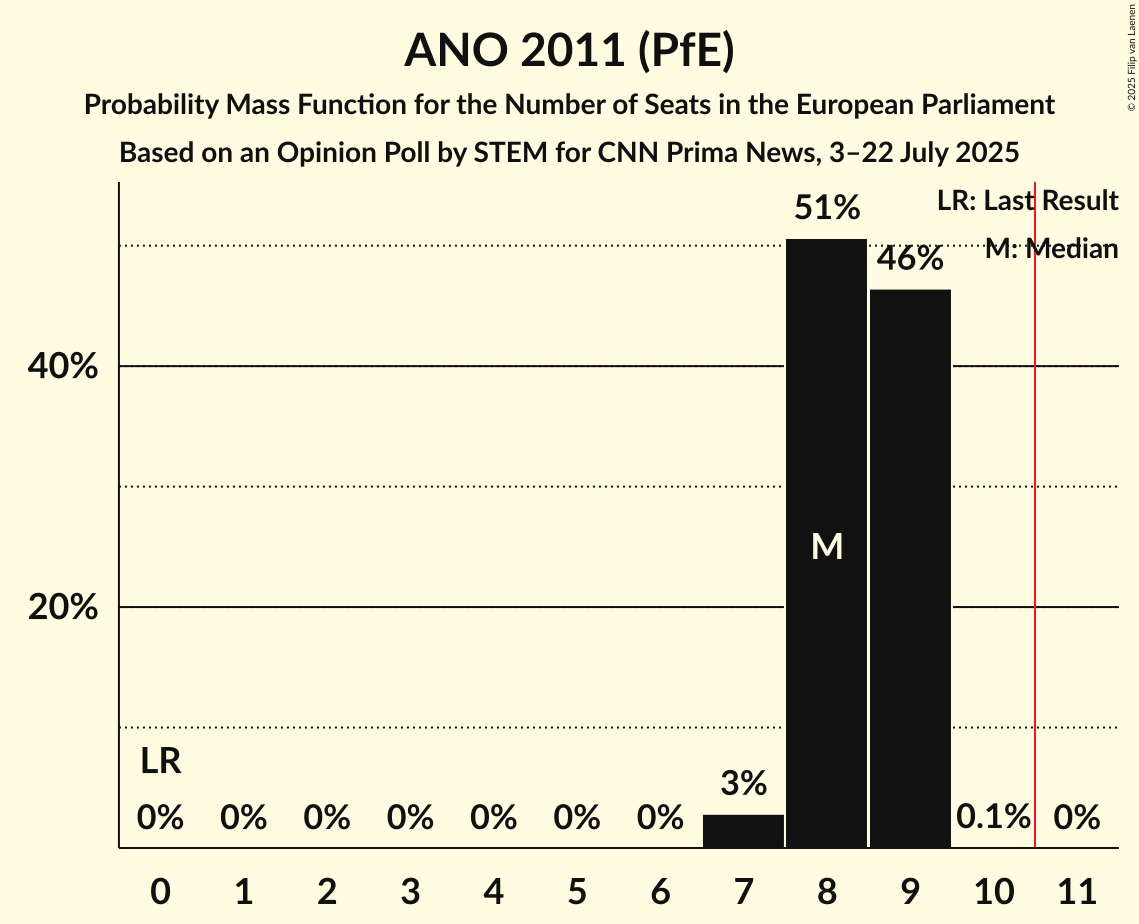 ANO 2011 (PfE)
Probability Mass Function for the Number of Seats in the European Parliament
Based on an Opinion Poll by STEM for CNN Prima News, 3–22 July 2025
© 2025 Filip van Laenen
LR: Last Result
M: Median
51%
46%
40%
M
20%
LR
3%
0% 0% 0% 0% 0% 0% 0% 0.1% 0%
0 1 2 3 4 5 6 7 8 9 10 11